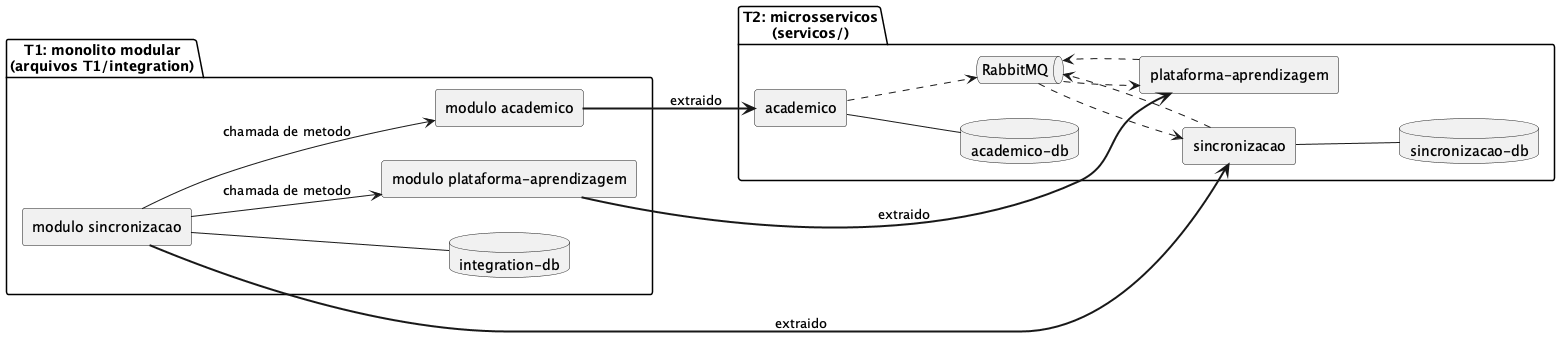 T1: monolito modular
(arquivos T1/integration)
modulo academico
chamada de metodo
modulo plataforma-aprendizagem
chamada de metodo
modulo sincronizacao
integration-db
extraido
extraido
extraido
T2: microsservicos
(servicos/)
RabbitMQ
plataforma-aprendizagem
academico
academico-db
sincronizacao
sincronizacao-db